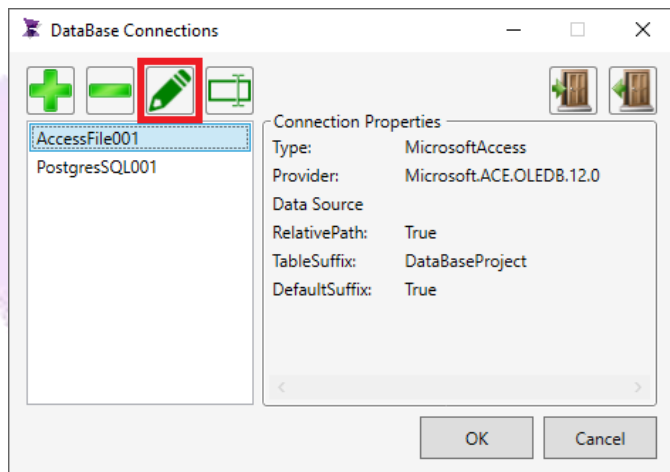 DataBase Connections
AccessFile001
PostgresSQL001
Connection Properties
Type: MicrosoftAccess
Provider: Microsoft.ACE.OLEDB.12.0
Data Source
RelativePath: True
TableSuffix: DataBaseProject
DefaultSuffix: True
OK Cancel